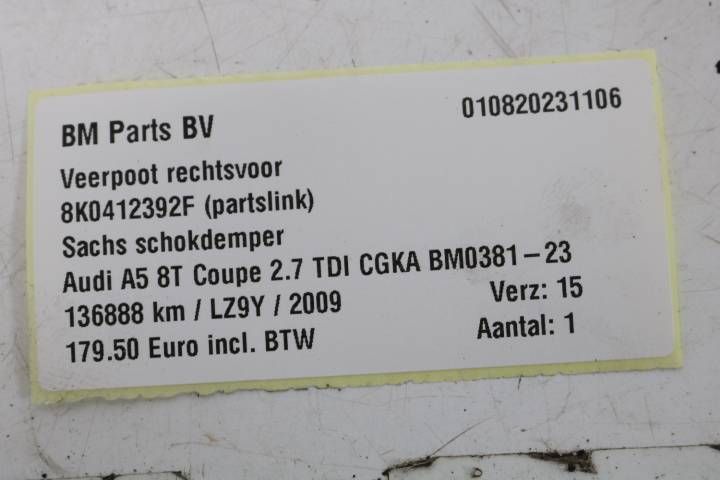 BM Parts BV 010820231106
Veerpoot rechtsvoor
8K0412392F (partslink)
Sachs schokdemper
Audi A5 8T Coupe 2.7 TDI CGKA BM0381-23
136888 km / LZ9Y / 2009 Verz: 15
179.50 Euro incl. BTW Aantal: 1